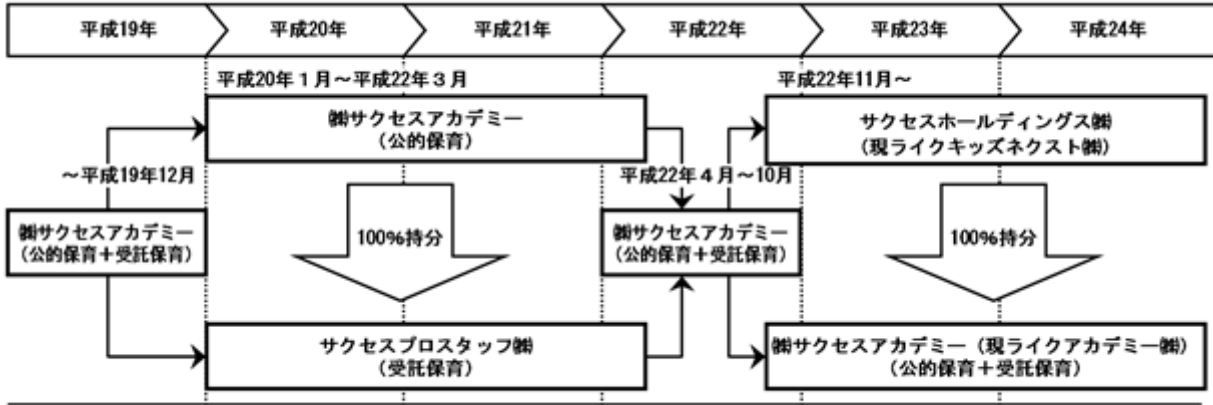 平成19年
平成20年
平成21年
平成22年
平成23年
平成24年
平成20年1月～平成22年3月
平成22年11月～
㈱サクセスアカデミー
（公的保育）
サクセスホールディングス㈱
（現ライクキッズネクスト㈱）
～平成19年12月
平成22年4月～10月
㈱サクセスアカデミー
（公的保育＋受託保育）
100%持分
㈱サクセスアカデミー
（公的保育＋受託保育）
100%持分
サクセスプロスタッフ㈱
（受託保育）
㈱サクセスアカデミー（現ライクアカデミー㈱）
（公的保育＋受託保育）